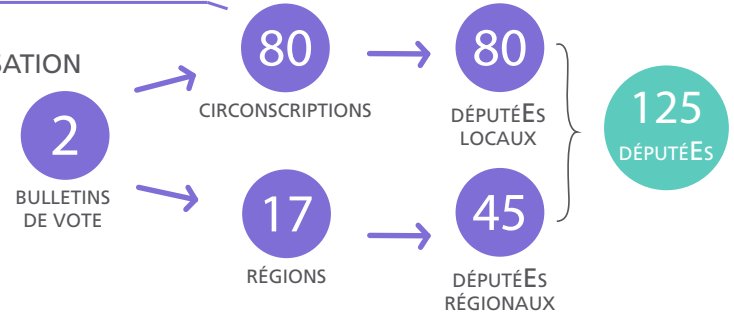 80
80
SATION
125
CIRCONSCRIPTIONS
DÉPUTÉEs
LOCAUX
2
DÉPUTÉEs
BULLETINS
DE VOTE
17
45
RÉGIONS
DÉPUTÉEs
RÉGIONAUX